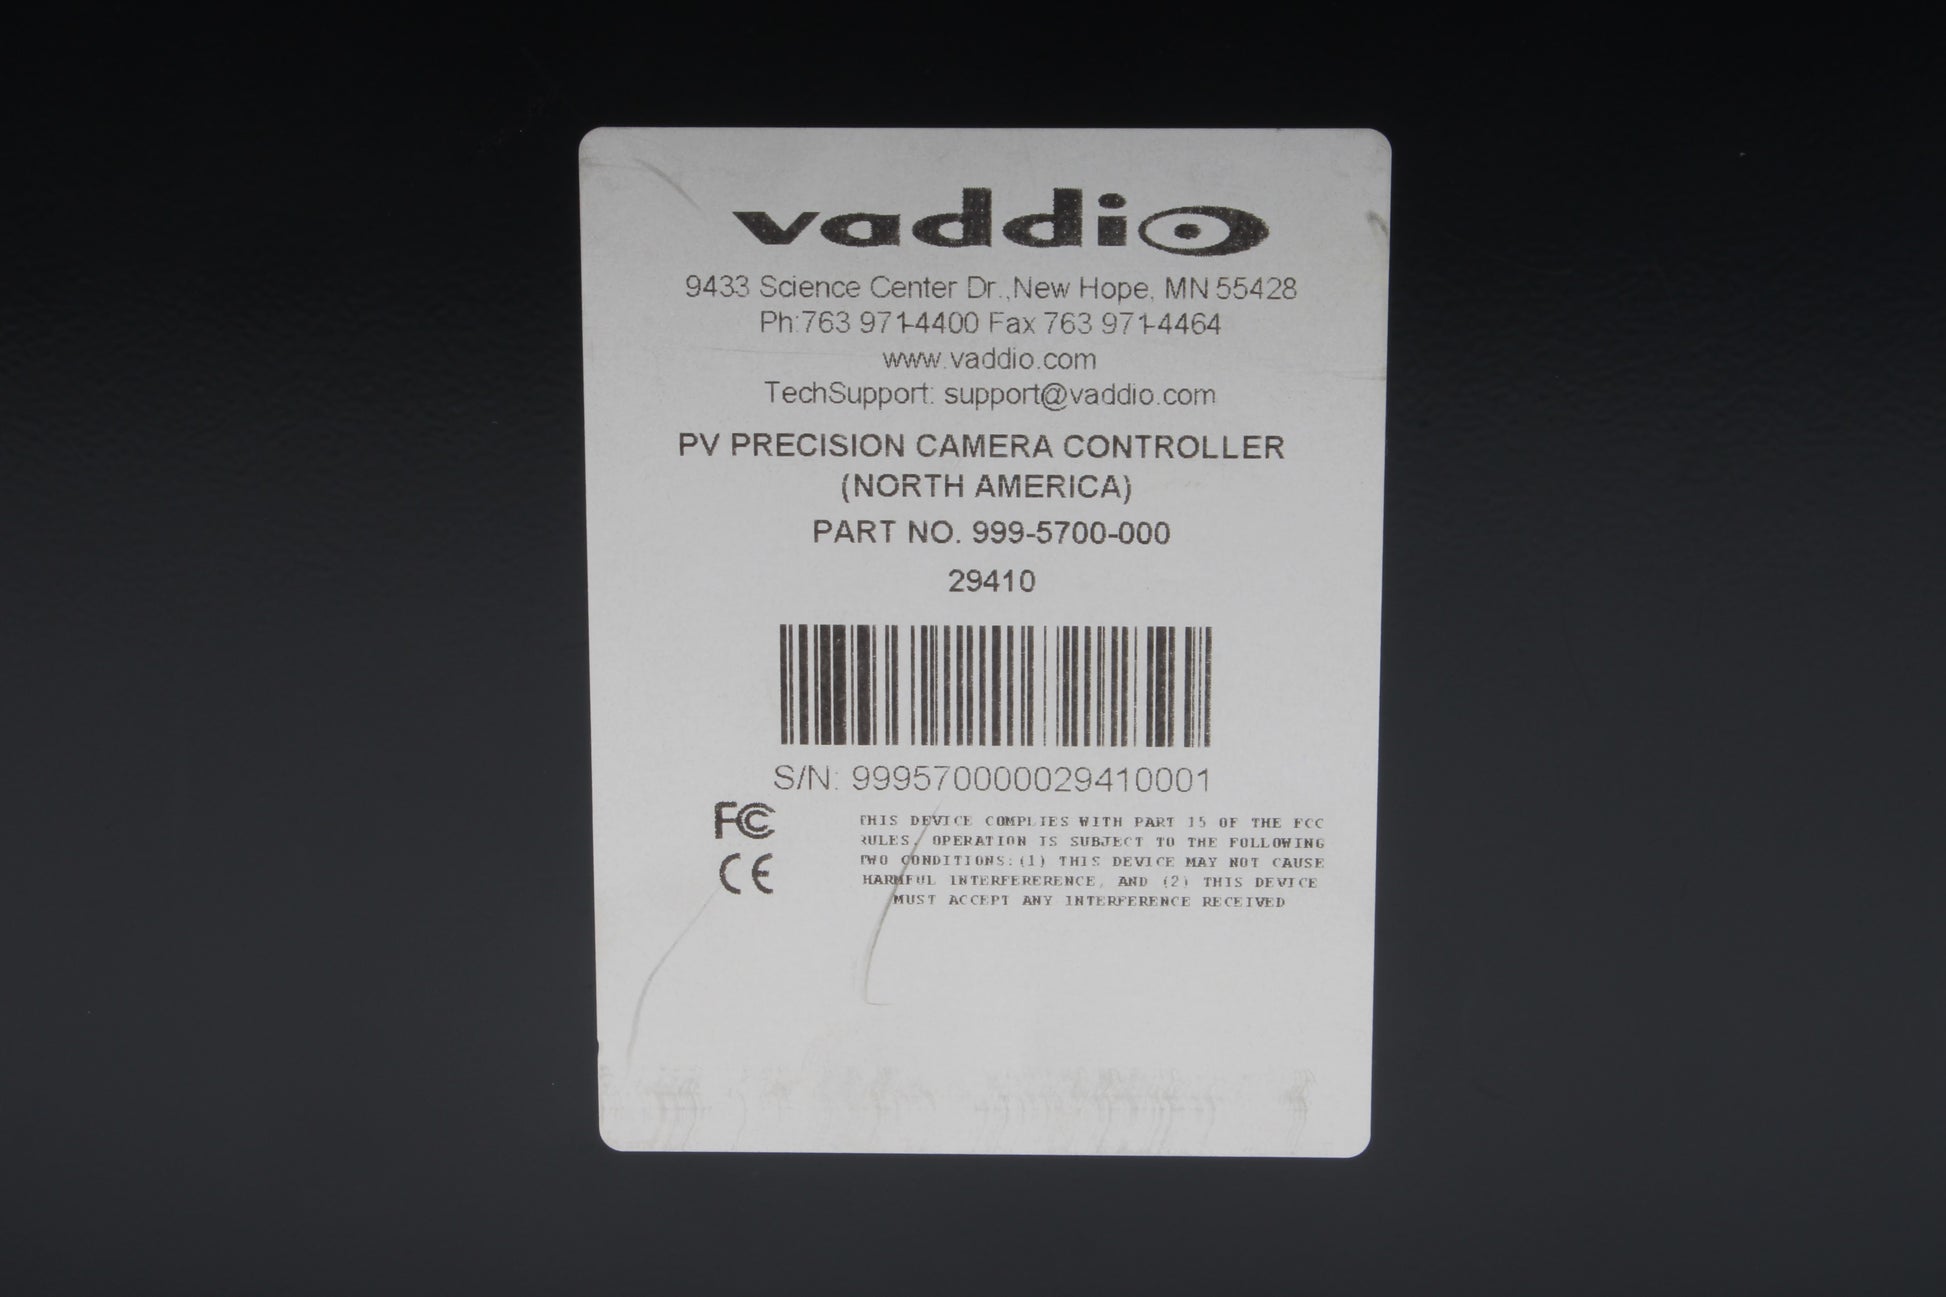 vaddio
9433 Science Center Dr.,New Hope, MN 55428
Ph:763 971-4400 Fax 763 971-4464
www.vaddio.com
TechSupport: support@vaddio.com
PV PRECISION CAMERA CONTROLLER
(NORTH AMERICA)
PART NO. 999-5700-000
29410
S/N: 999570000029410001
FC
CE
THIS DEVICE COMPLIES WITH PART 15 OF THE FCC
RULES, OPERATION IS SUBJECT TO THE FOLLOWING
TWO CONDITIONS:(1) THIS DEVICE MAY NOT CAUSE
HARMFUL INTERFERERENCE, AND (2) THIS DEVICE
MUST ACCEPT ANY INTERFERENCE RECEIVED